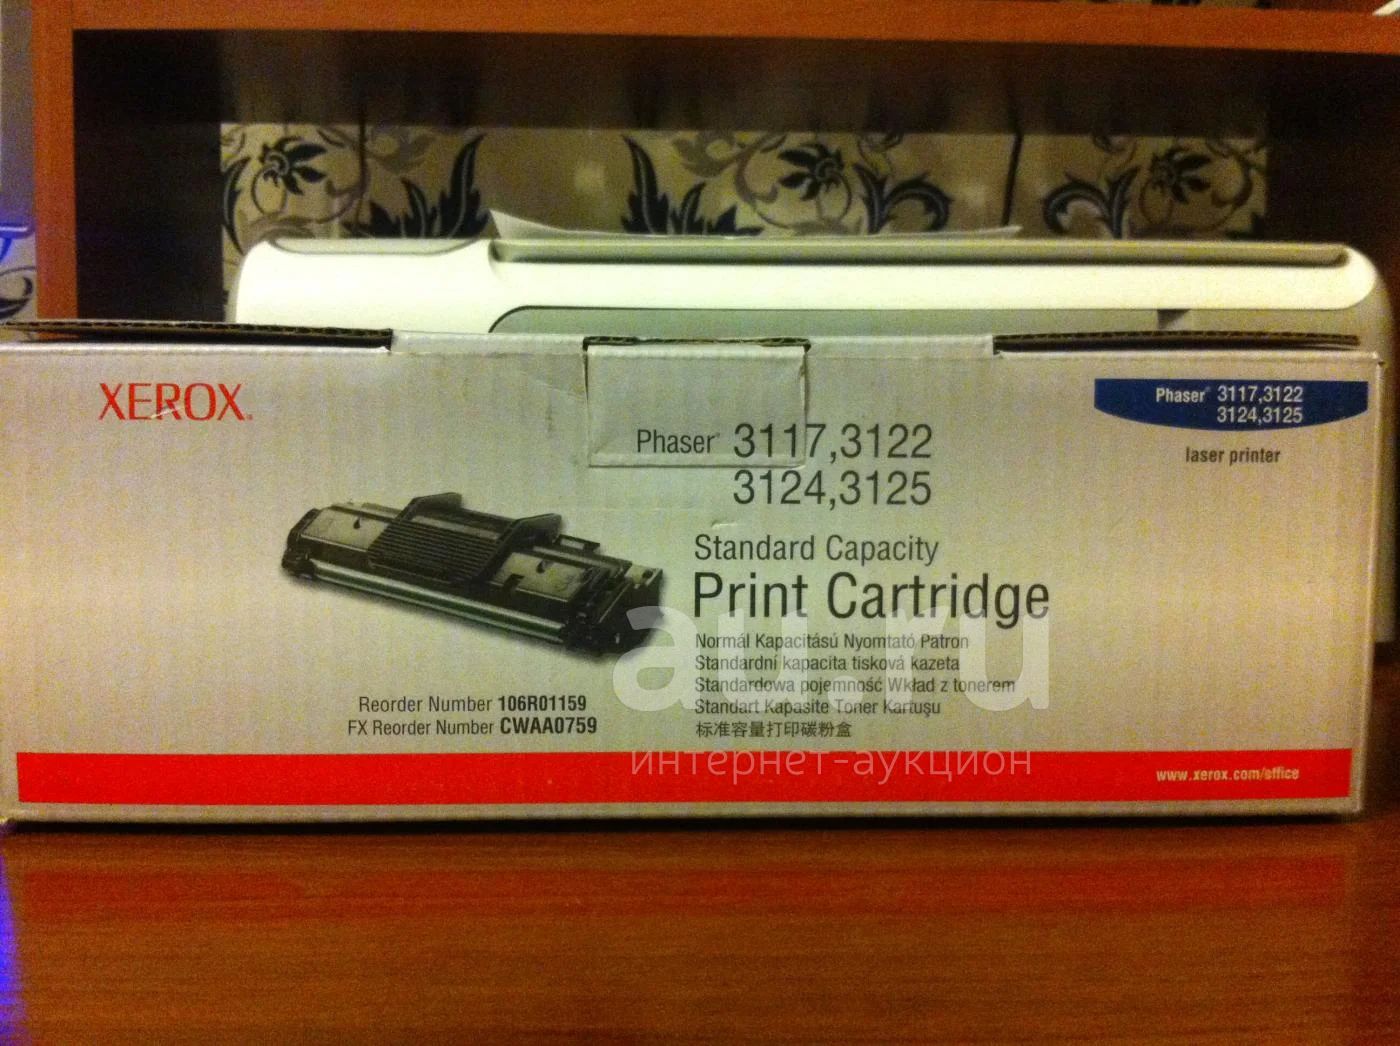 XEROX.
Phaser® 3117,3122
3124,3125
laser printer
Phaser® 3117,3122
3124,3125
Standard Capacity
Print Cartridge
Normál Kapacitású Nyomtató Patron
Standardní kapacita tisková kazeta
Standardowa pojemność Wkład z tonerem
Standart Kapasite Toner Kartuşu
标准容量打印碳粉盒
Reorder Number 106R01159
FX Reorder Number CWAA0759
www.xerox.com/office
au.ru
интернет-аукцион